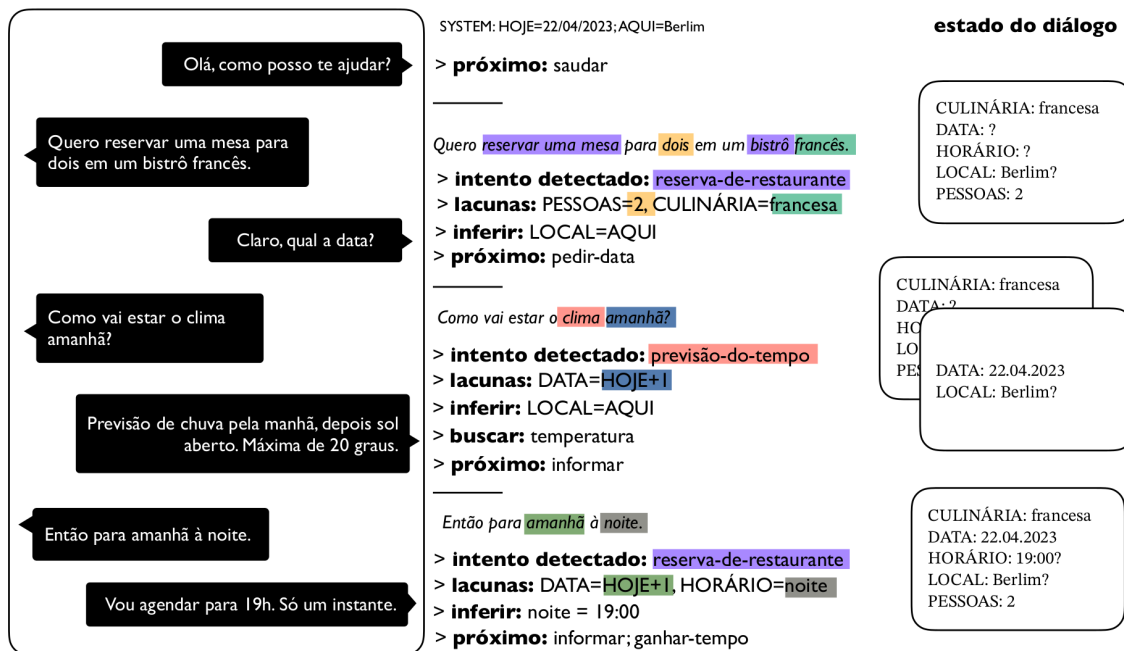 SYSTEM: HOJE=22/04/2023; AQUI=Berlim
estado do diálogo
Olá, como posso te ajudar?
> próximo: saudar
Quero reservar uma mesa para
dois em um bistrô francês.
Quero reservar uma mesa para dois em um bistrô francês.
> intento detectado: reserva-de-restaurante
> lacunas: PESSOAS=2, CULINÁRIA=francesa
> inferir: LOCAL=AQUI
> próximo: pedir-data
CULINÁRIA: francesa
DATA: ?
HORÁRIO: ?
LOCAL: Berlim?
PESSOAS: 2
Claro, qual a data?
Como vai estar o clima
amanhã?
Como vai estar o clima amanhã?
> intento detectado: previsão-do-tempo
> lacunas: DATA=HOJE+1
> inferir: LOCAL=AQUI
> buscar: temperatura
> próximo: informar
CULINÁRIA: francesa
DATA: ?
HO
LO
PES
DATA: 22.04.2023
LOCAL: Berlim?
Previsão de chuva pela manhã, depois sol
aberto. Máxima de 20 graus.
Então para amanhã à noite.
Então para amanhã à noite.
> intento detectado: reserva-de-restaurante
> lacunas: DATA=HOJE+1, HORÁRIO=noite
> inferir: noite = 19:00
> próximo: informar; ganhar-tempo
CULINÁRIA: francesa
DATA: 22.04.2023
HORÁRIO: 19:00?
LOCAL: Berlim?
PESSOAS: 2
Vou agendar para 19h. Só um instante.